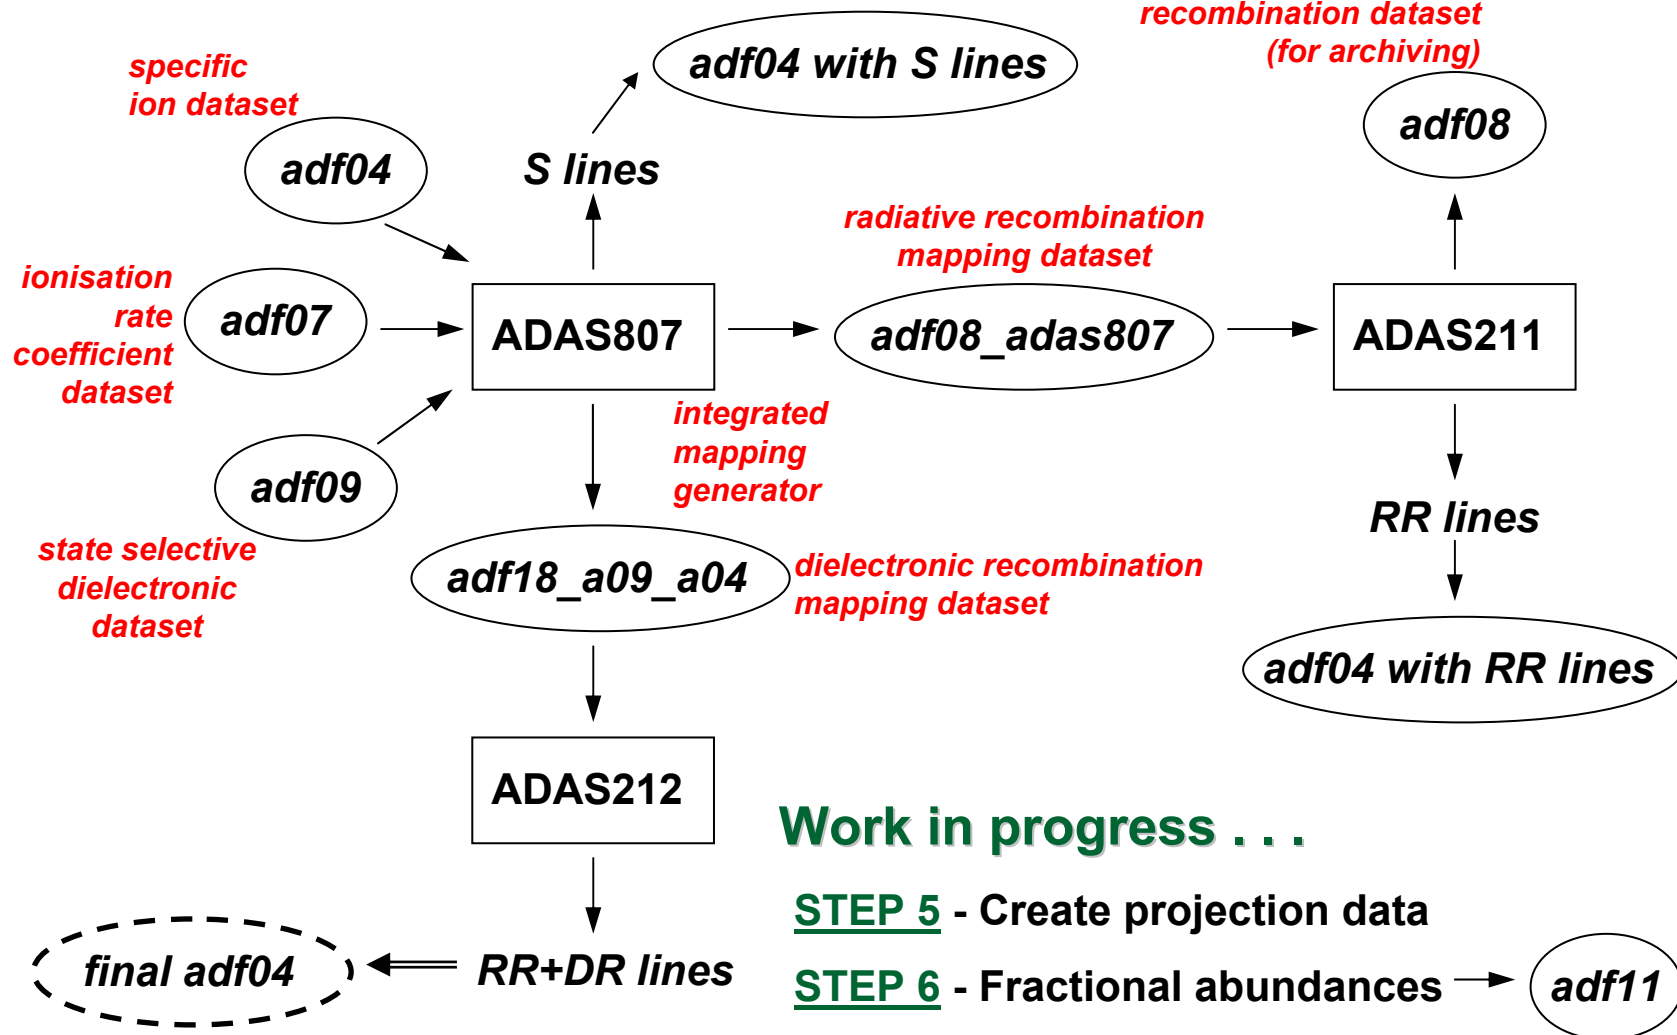 recombination dataset
(for archiving)
specific
ion dataset
adf04 with S lines
adf08
adf04
S lines
radiative recombination
mapping dataset
ionisation
rate
coefficient
dataset
adf07
ADAS807
adf08_adas807
ADAS211
integrated
mapping
generator
adf09
RR lines
state selective
dielectronic
dataset
adf18_a09_a04
dielectronic recombination
mapping dataset
adf04 with RR lines
ADAS212
Work in progress . . .
STEP 5 - Create projection data
final adf04
RR+DR lines
STEP 6 - Fractional abundances
adf11